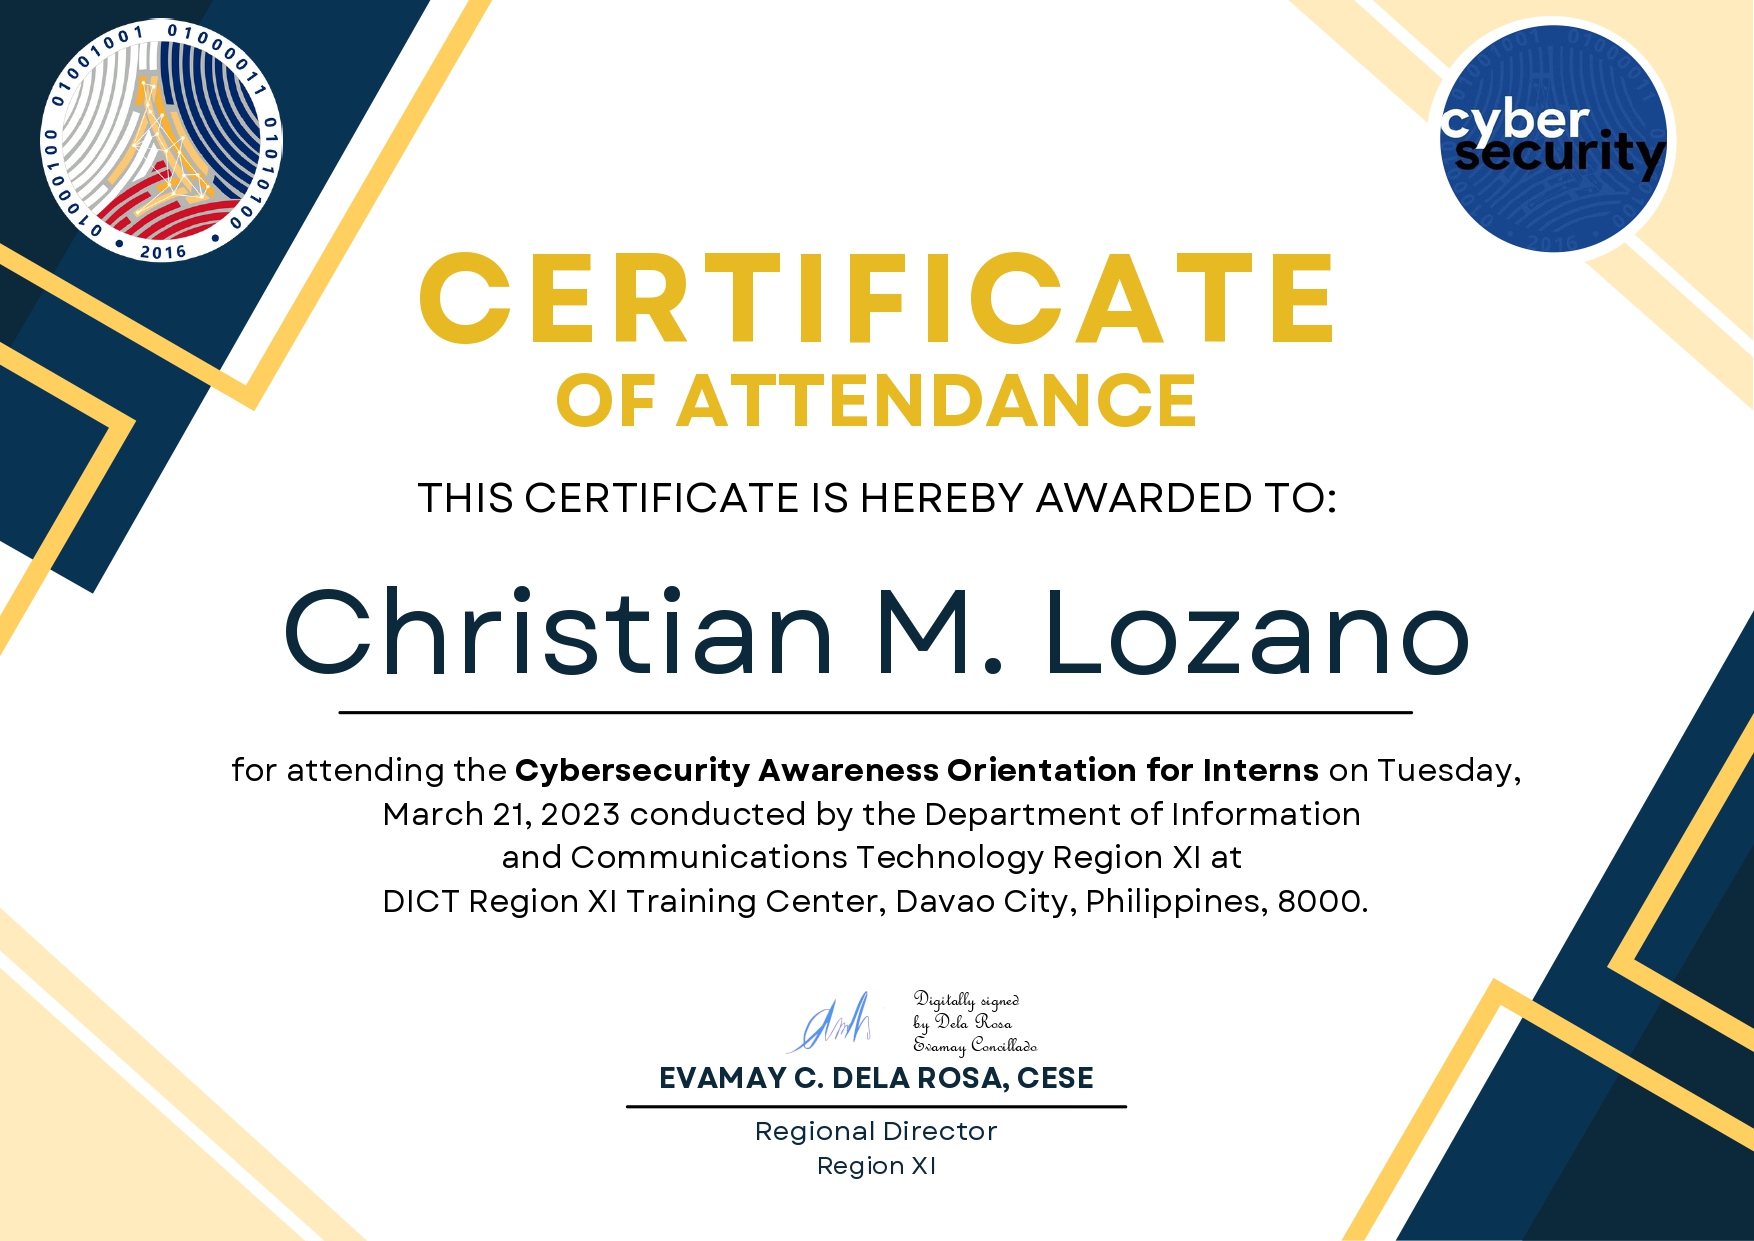 01000100 01001001 01000011 01010100
• 2016 •
cyber
security
2016
CERTIFICATE
OF ATTENDANCE
THIS CERTIFICATE IS HEREBY AWARDED TO:
Christian M. Lozano
for attending the Cybersecurity Awareness Orientation for Interns on Tuesday,
March 21, 2023 conducted by the Department of Information
and Communications Technology Region XI at
DICT Region XI Training Center, Davao City, Philippines, 8000.
Digitally signed
by Dela Rosa
Evamay Concillado
EVAMAY C. DELA ROSA, CESE
Regional Director
Region XI